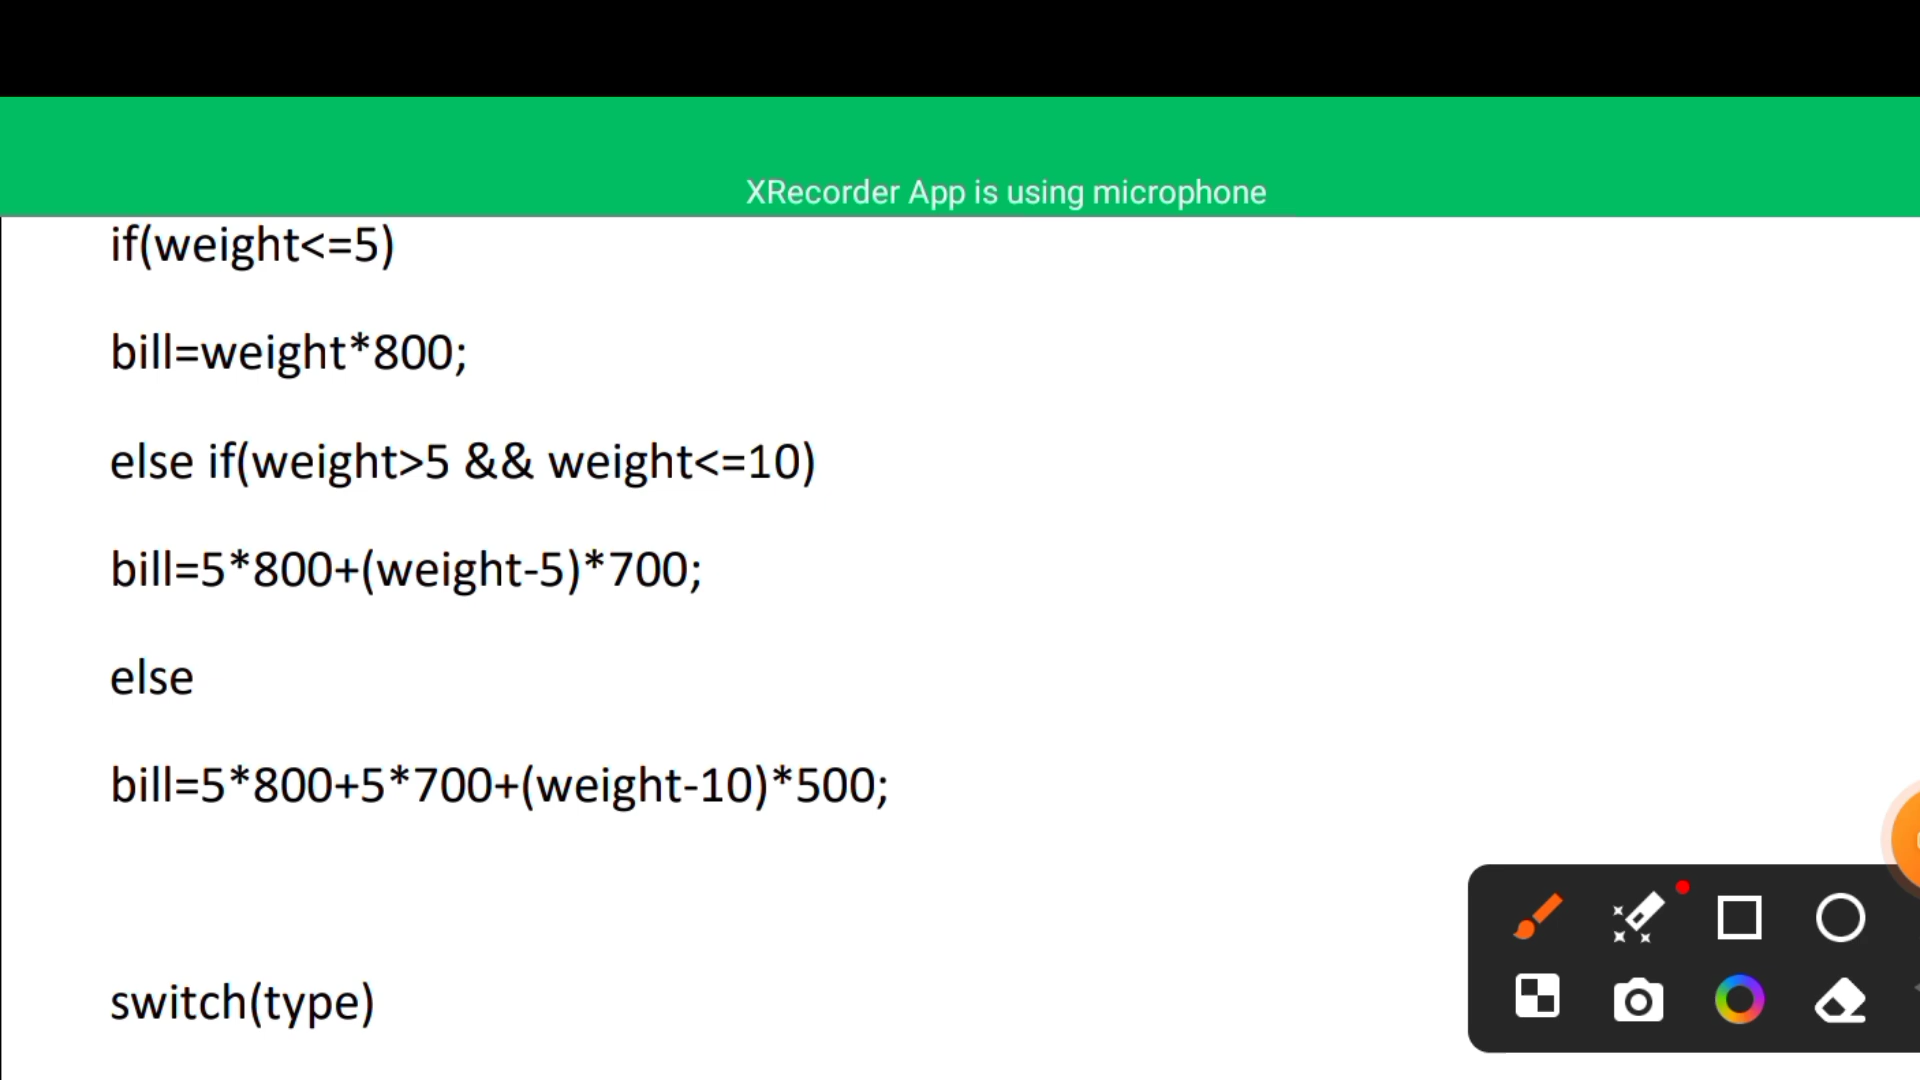 XRecorder App is using microphone
if(weight<=5)
bill=weight*800;
else if(weight>5 && weight<=10)
bill=5*800+(weight-5)*700;
else
bill=5*800+5*700+(weight-10)*500;
switch(type)